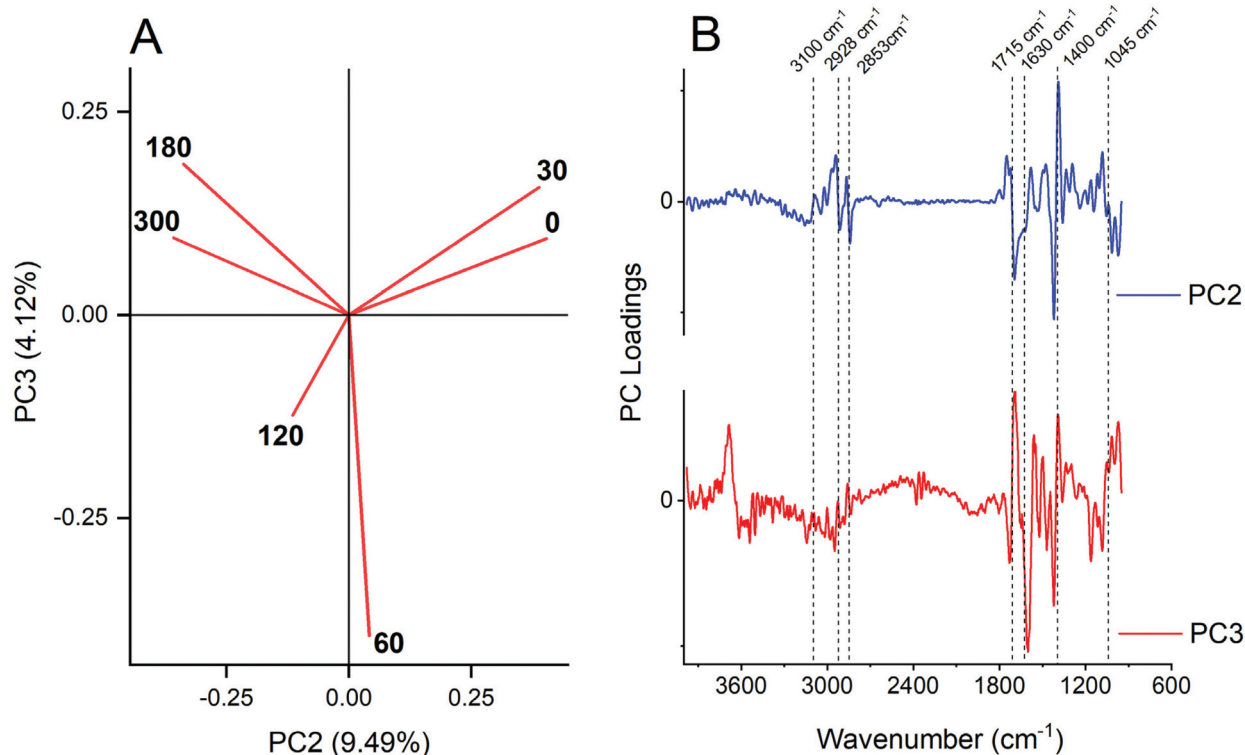 A
0.25
0.00
-0.25
PC3 (4.12%)
180
300
30
0
120
60
-0.25
0.00
0.25
PC2 (9.49%)
B
3100 cm⁻¹
2928 cm⁻¹
2853cm⁻¹
1715 cm⁻¹
1630 cm⁻¹
1400 cm⁻¹
1045 cm⁻¹
0
PC2
PC Loadings
0
PC3
3600
3000
2400
1800
1200
600
Wavenumber (cm⁻¹)